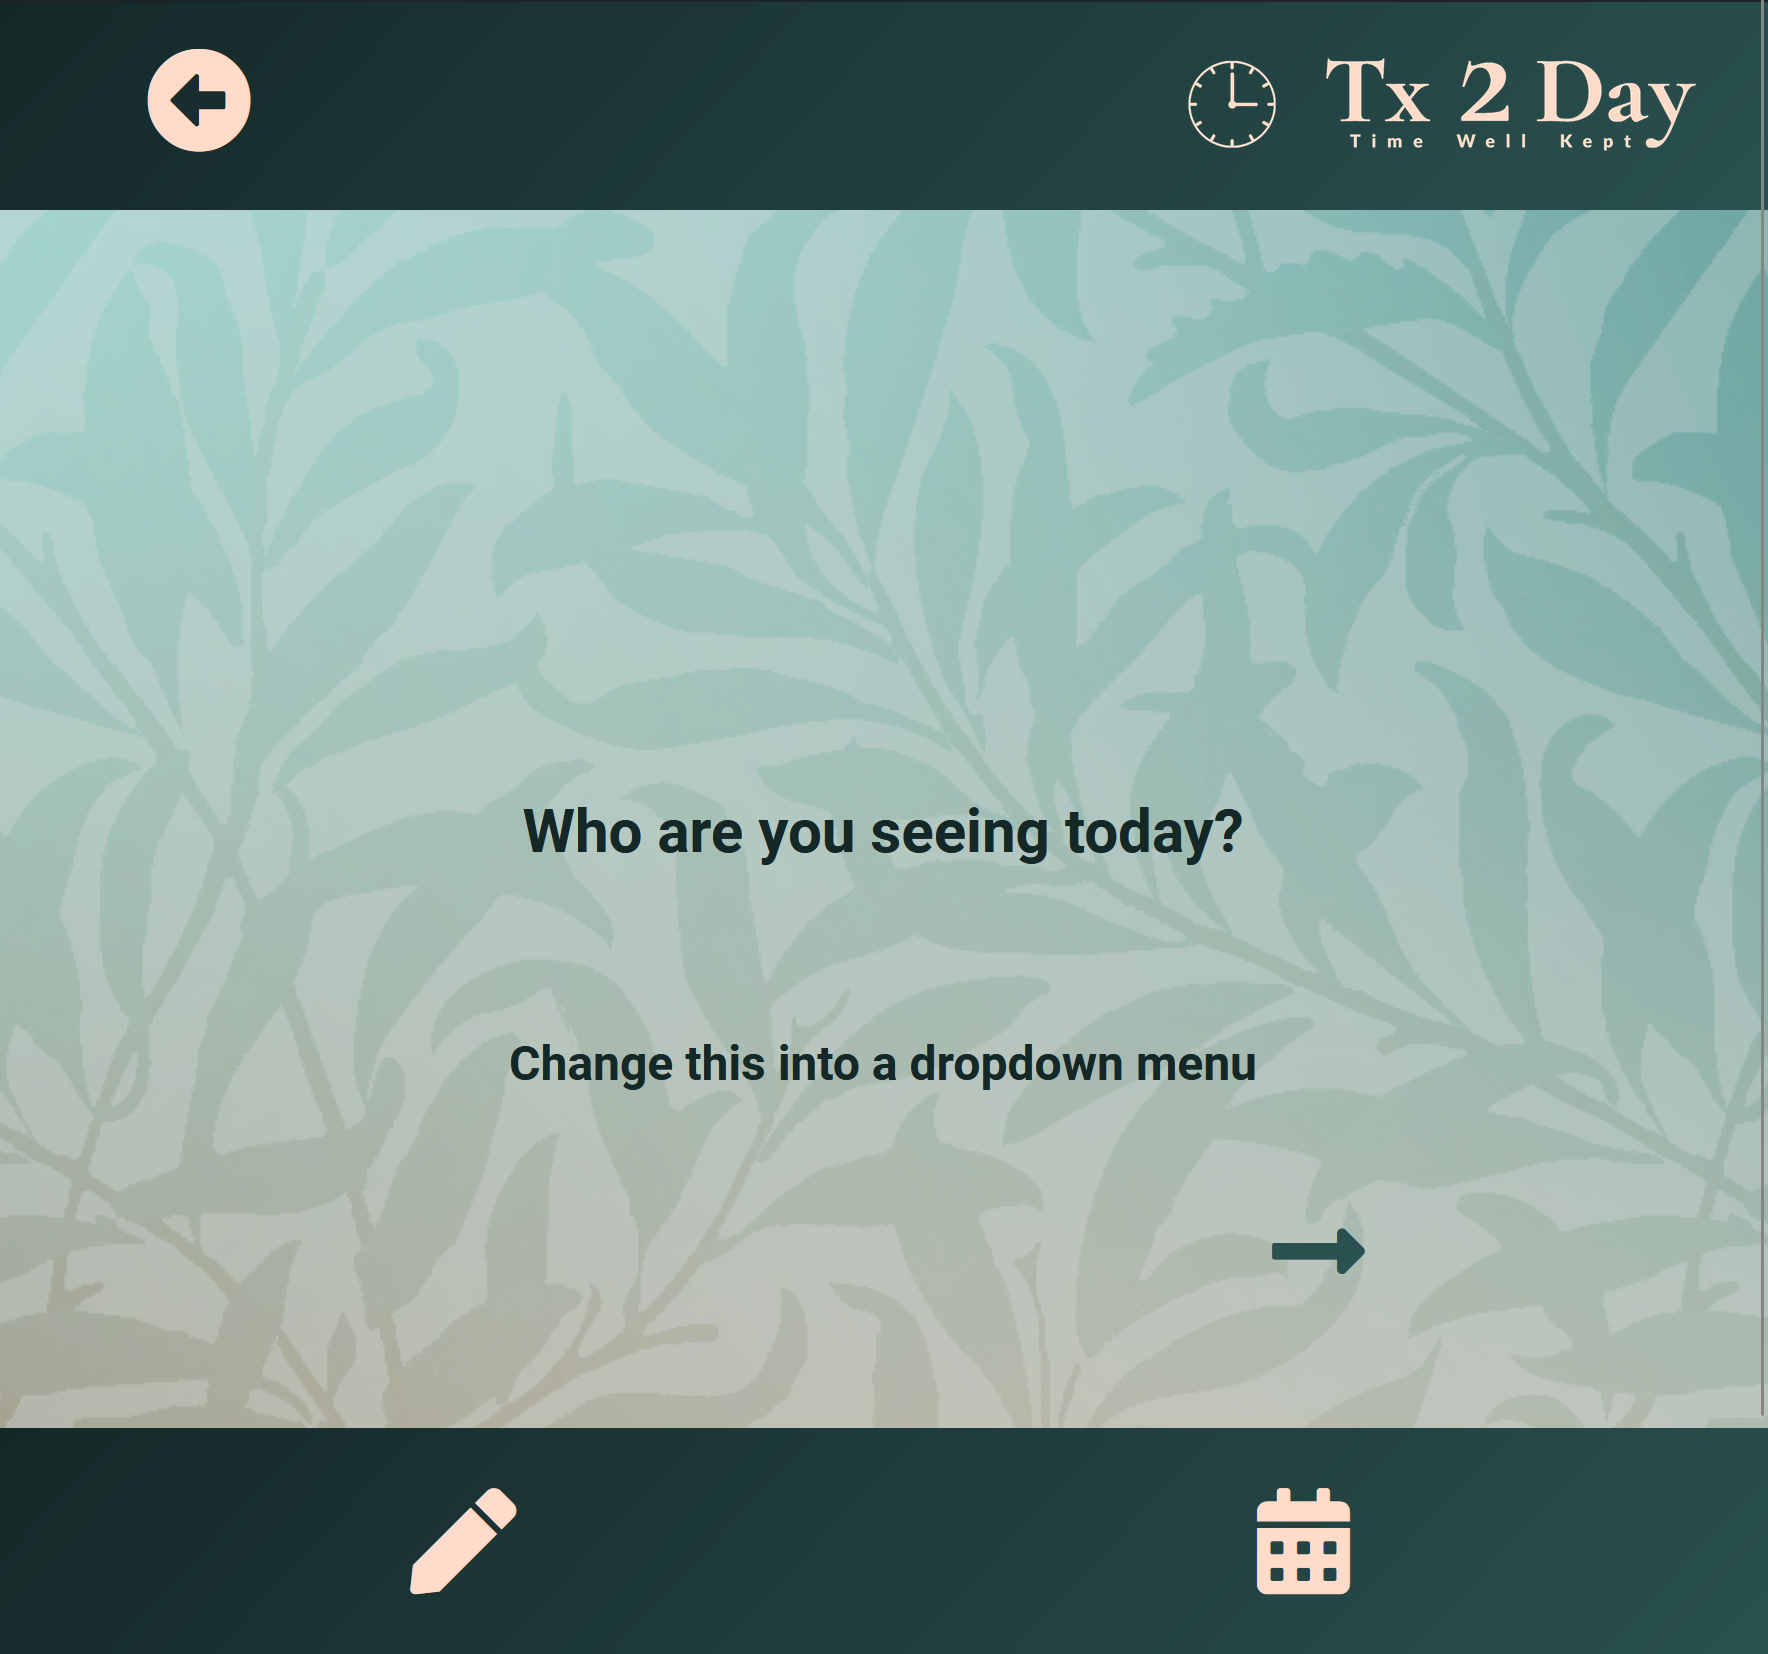 Tx 2 Day
Time Well Kept
Who are you seeing today?
Change this into a dropdown menu